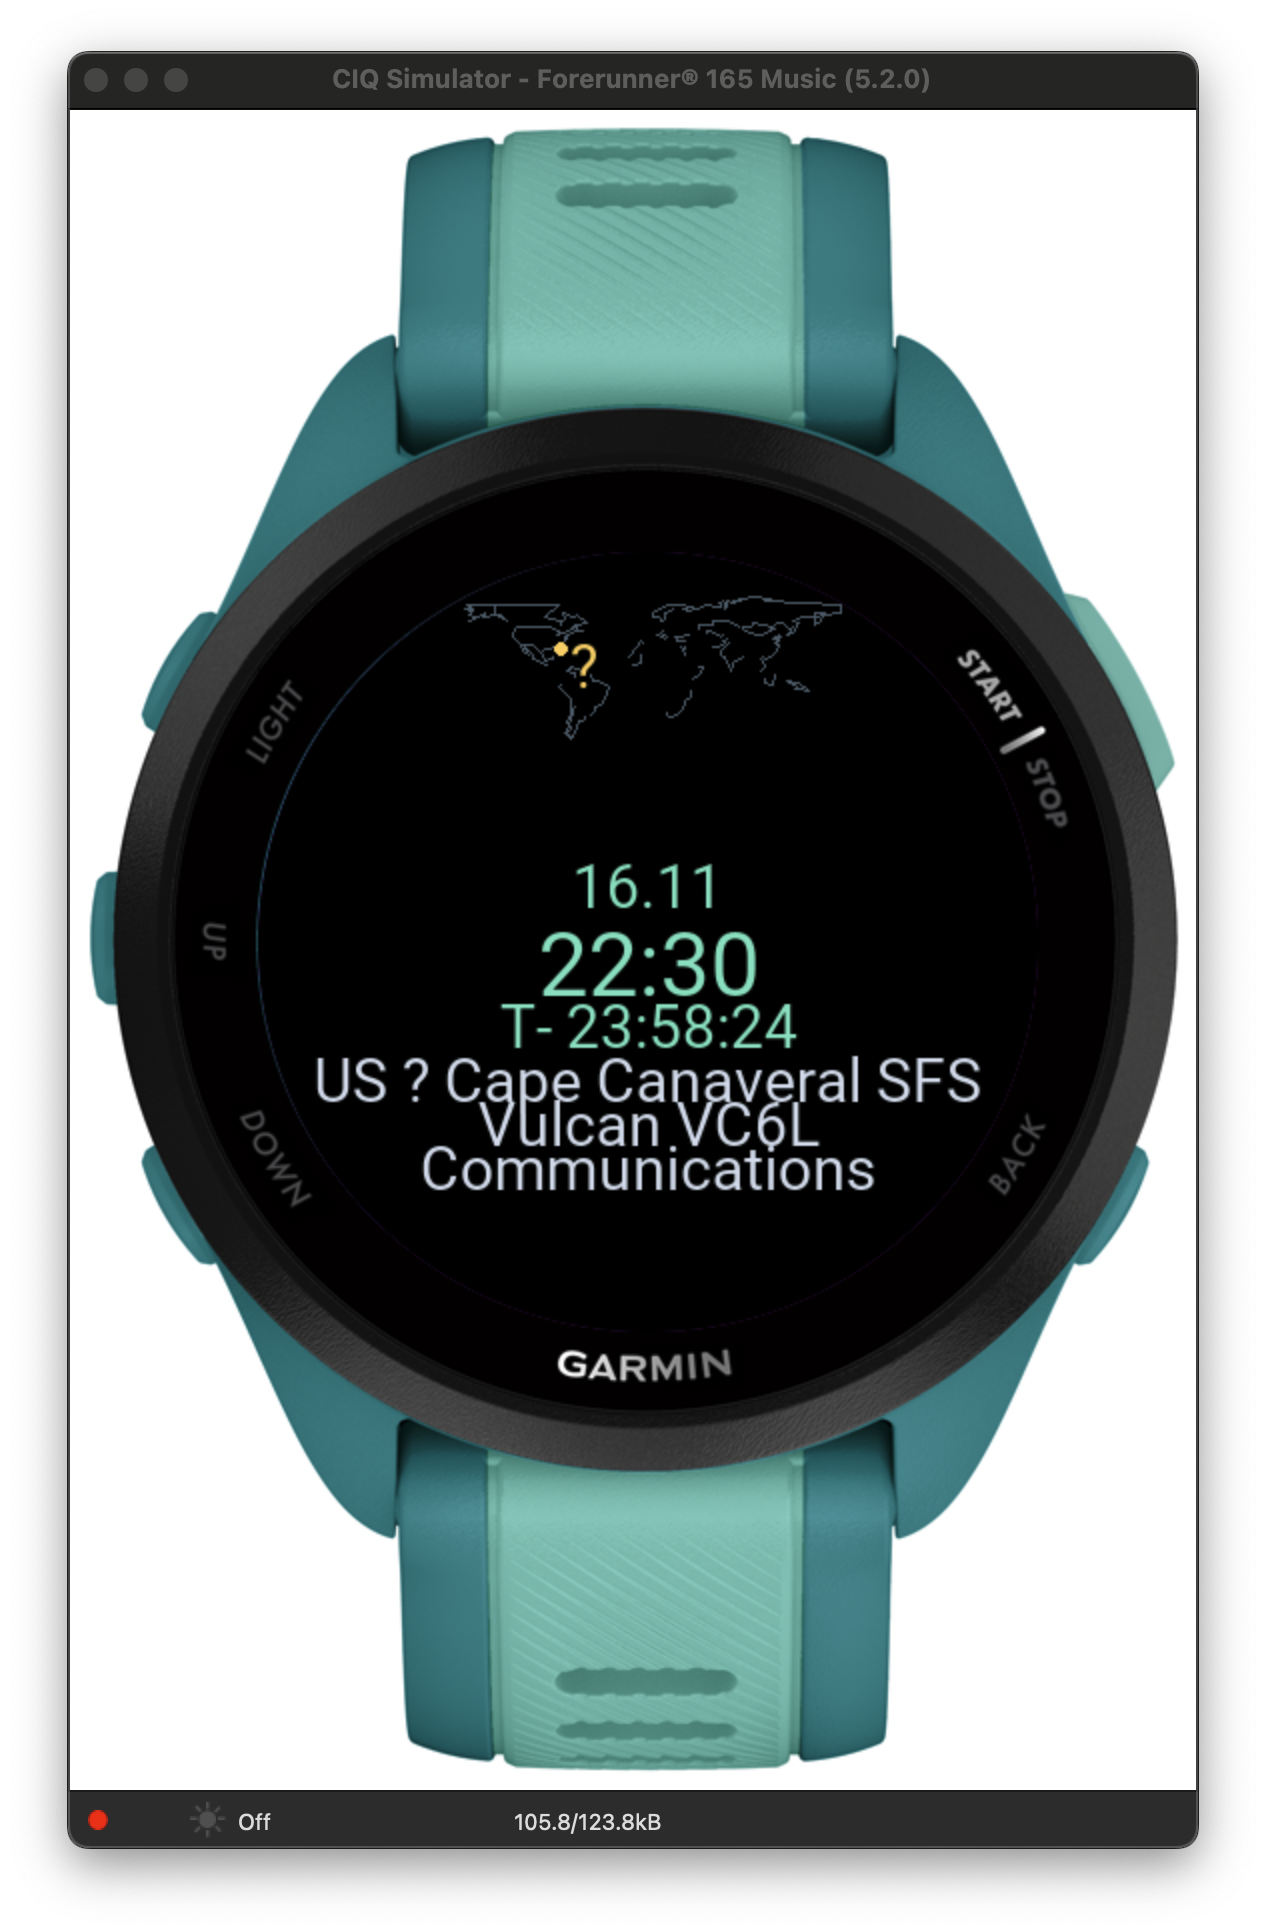 CIQ Simulator - Forerunner® 165 Music (5.2.0)
?
START
STOP
LIGHT
UP
DOWN
BACK
16.11
22:30
T- 23:58:24
US ? Cape Canaveral SFS
Vulcan VC6L
Communications
GARMIN
Off
105.8/123.8kB